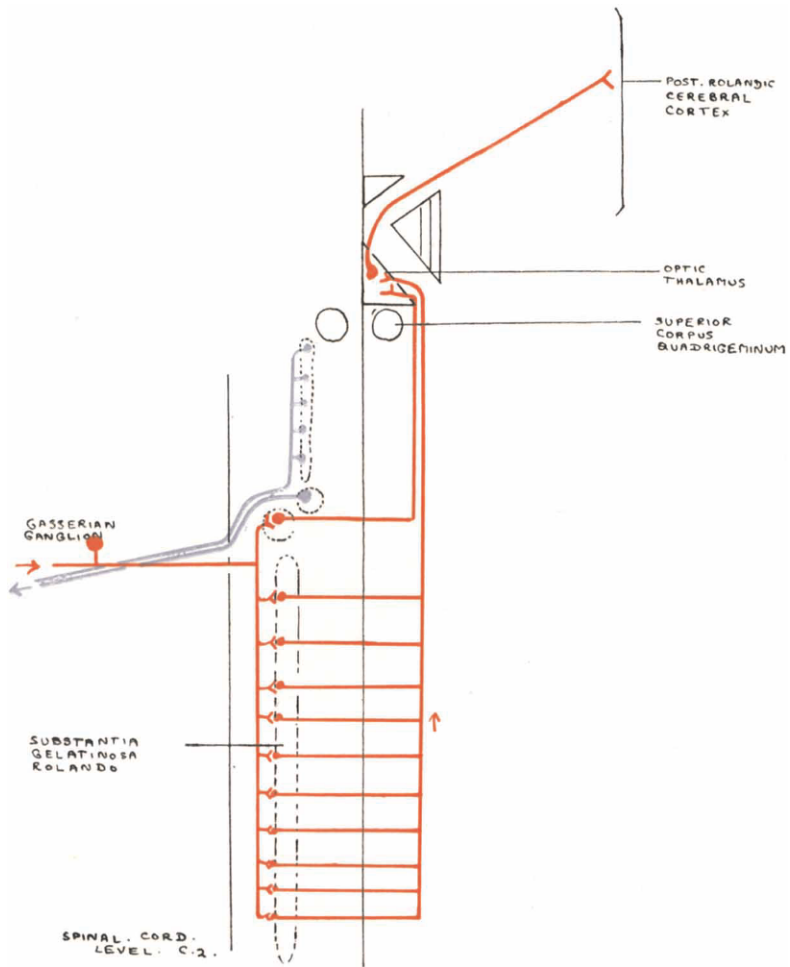 POST. ROLANDIC
CEREBRAL
CORTEX
OPTIC
THALAMUS
SUPERIOR
CORPUS
QUADRIGEMINUM
GASSERIAN
GANGLION
SUBSTANTIA
GELATINOSA
ROLANDO
SPINAL. CORD.
LEVEL. C.2.